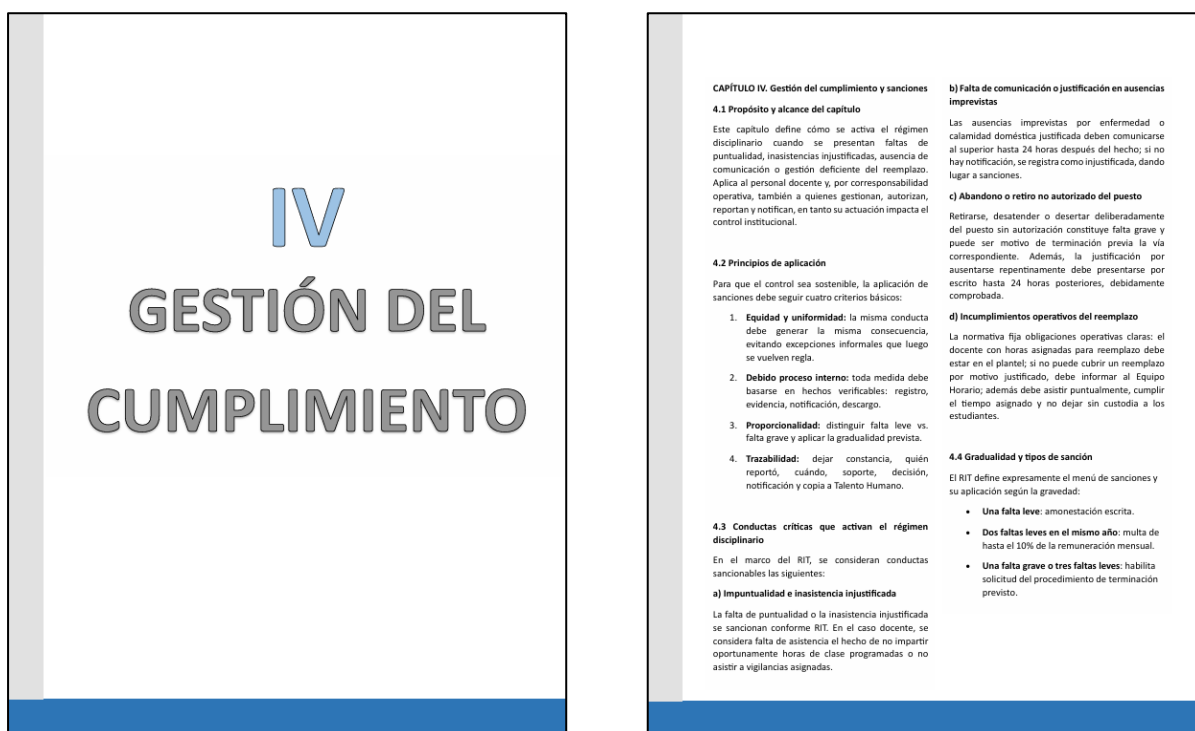 IV
GESTIÓN DEL
CUMPLIMIENTO
CAPÍTULO IV. Gestión del cumplimiento y sanciones
4.1 Propósito y alcance del capítulo
Este capítulo define cómo se activa el régimen
disciplinario cuando se presentan faltas de
puntualidad, inasistencias injustificadas, ausencia de
comunicación o gestión deficiente del reemplazo.
Aplica al personal docente y, por corresponsabilidad
operativa, también a quienes gestionan, autorizan,
reportan y notifican, en tanto su actuación impacta el
control institucional.
4.2 Principios de aplicación
Para que el control sea sostenible, la aplicación de
sanciones debe seguir cuatro criterios básicos:
1. Equidad y uniformidad: la misma conducta
debe generar la misma consecuencia,
evitando excepciones informales que luego
se vuelven regla.
2. Debido proceso interno: toda medida debe
basarse en hechos verificables: registro,
evidencia, notificación, descargo.
3. Proporcionalidad: distinguir falta leve vs.
falta grave y aplicar la gradualidad prevista.
4. Trazabilidad: dejar constancia, quién
reportó, cuándo, soporte, decisión,
notificación y copia a Talento Humano.
4.3 Conductas críticas que activan el régimen
disciplinario
En el marco del RIT, se consideran conductas
sancionables las siguientes:
a) Impuntualidad e inasistencia injustificada
La falta de puntualidad o la inasistencia injustificada
se sancionan conforme RIT. En el caso docente, se
considera falta de asistencia el hecho de no impartir
oportunamente horas de clase programadas o no
asistir a vigilancias asignadas.
b) Falta de comunicación o justificación en ausencias
imprevistas
Las ausencias imprevistas por enfermedad o
calamidad doméstica justificada deben comunicarse
al superior hasta 24 horas después del hecho; si no
hay notificación, se registra como injustificada, dando
lugar a sanciones.
c) Abandono o retiro no autorizado del puesto
Retirarse, desatender o desertar deliberadamente
del puesto sin autorización constituye falta grave y
puede ser motivo de terminación previa la vía
correspondiente. Además, la justificación por
ausentarse repentinamente debe presentarse por
escrito hasta 24 horas posteriores, debidamente
comprobada.
d) Incumplimientos operativos del reemplazo
La normativa fija obligaciones operativas claras: el
docente con horas asignadas para reemplazo debe
estar en el plantel; si no puede cubrir un reemplazo
por motivo justificado, debe informar al Equipo
Horario; además debe asistir puntualmente, cumplir
el tiempo asignado y no dejar sin custodia a los
estudiantes.
4.4 Gradualidad y tipos de sanción
El RIT define expresamente el menú de sanciones y
su aplicación según la gravedad:
• Una falta leve: amonestación escrita.
• Dos faltas leves en el mismo año: multa de
hasta el 10% de la remuneración mensual.
• Una falta grave o tres faltas leves: habilita
solicitud del procedimiento de terminación
previsto.